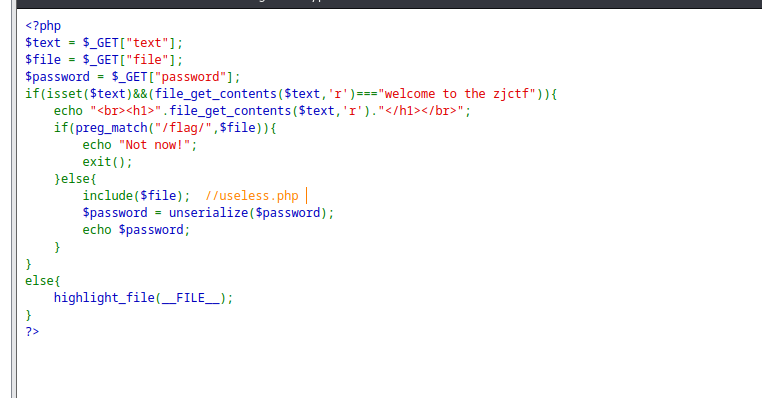 <?php
$text = $_GET["text"];
$file = $_GET["file"];
$password = $_GET["password"];
if(isset($text)&&(file_get_contents($text,'r')==="welcome to the zjctf")){
    echo "<br><h1>".file_get_contents($text,'r')."</h1></br>";
    if(preg_match("/flag/",$file)){
        echo "Not now!";
        exit();
    }else{
        include($file);  //useless.php
        $password = unserialize($password);
        echo $password;
    }
}
else{
    highlight_file(__FILE__);
}
?>